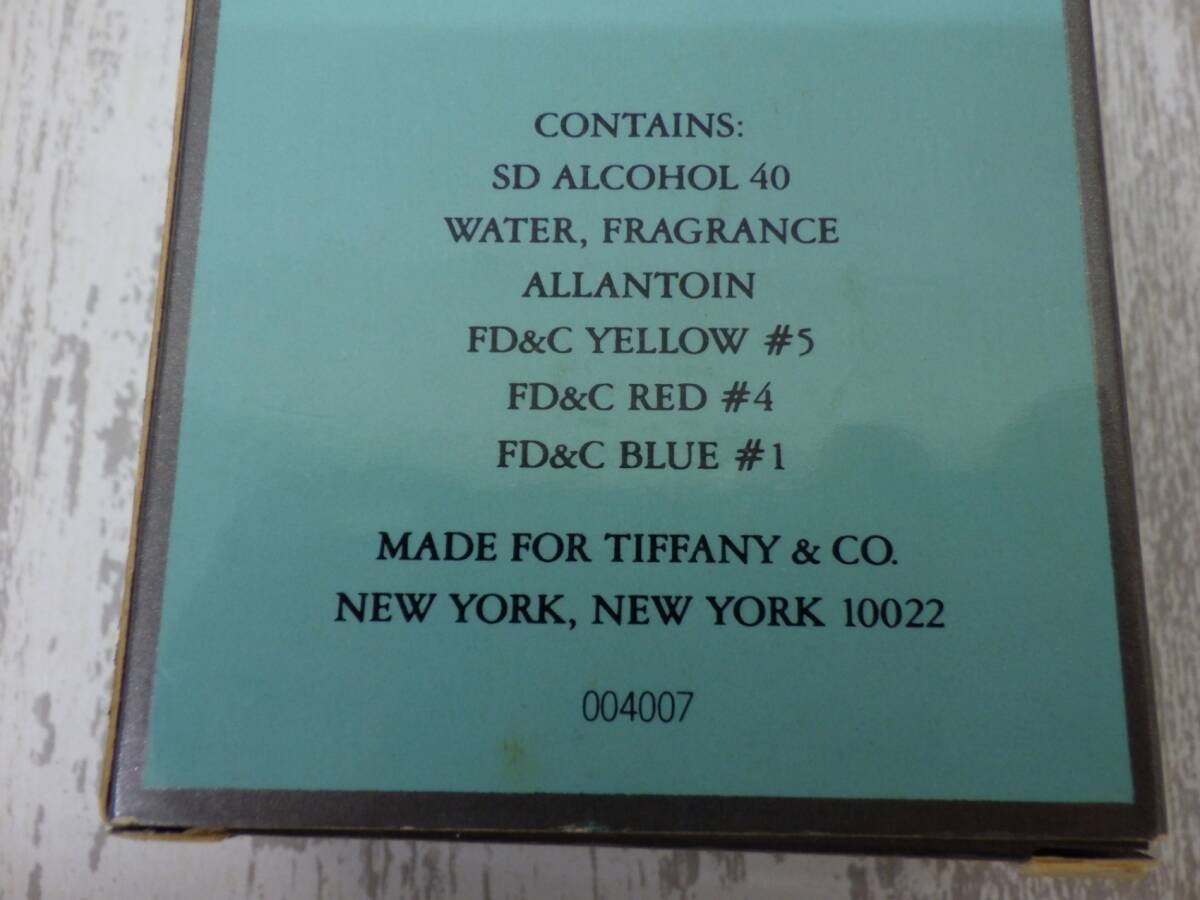 CONTAINS:
SD ALCOHOL 40
WATER, FRAGRANCE
ALLANTOIN
FD&C YELLOW #5
FD&C RED #4
FD&C BLUE #1
MADE FOR TIFFANY & CO.
NEW YORK, NEW YORK 10022
004007